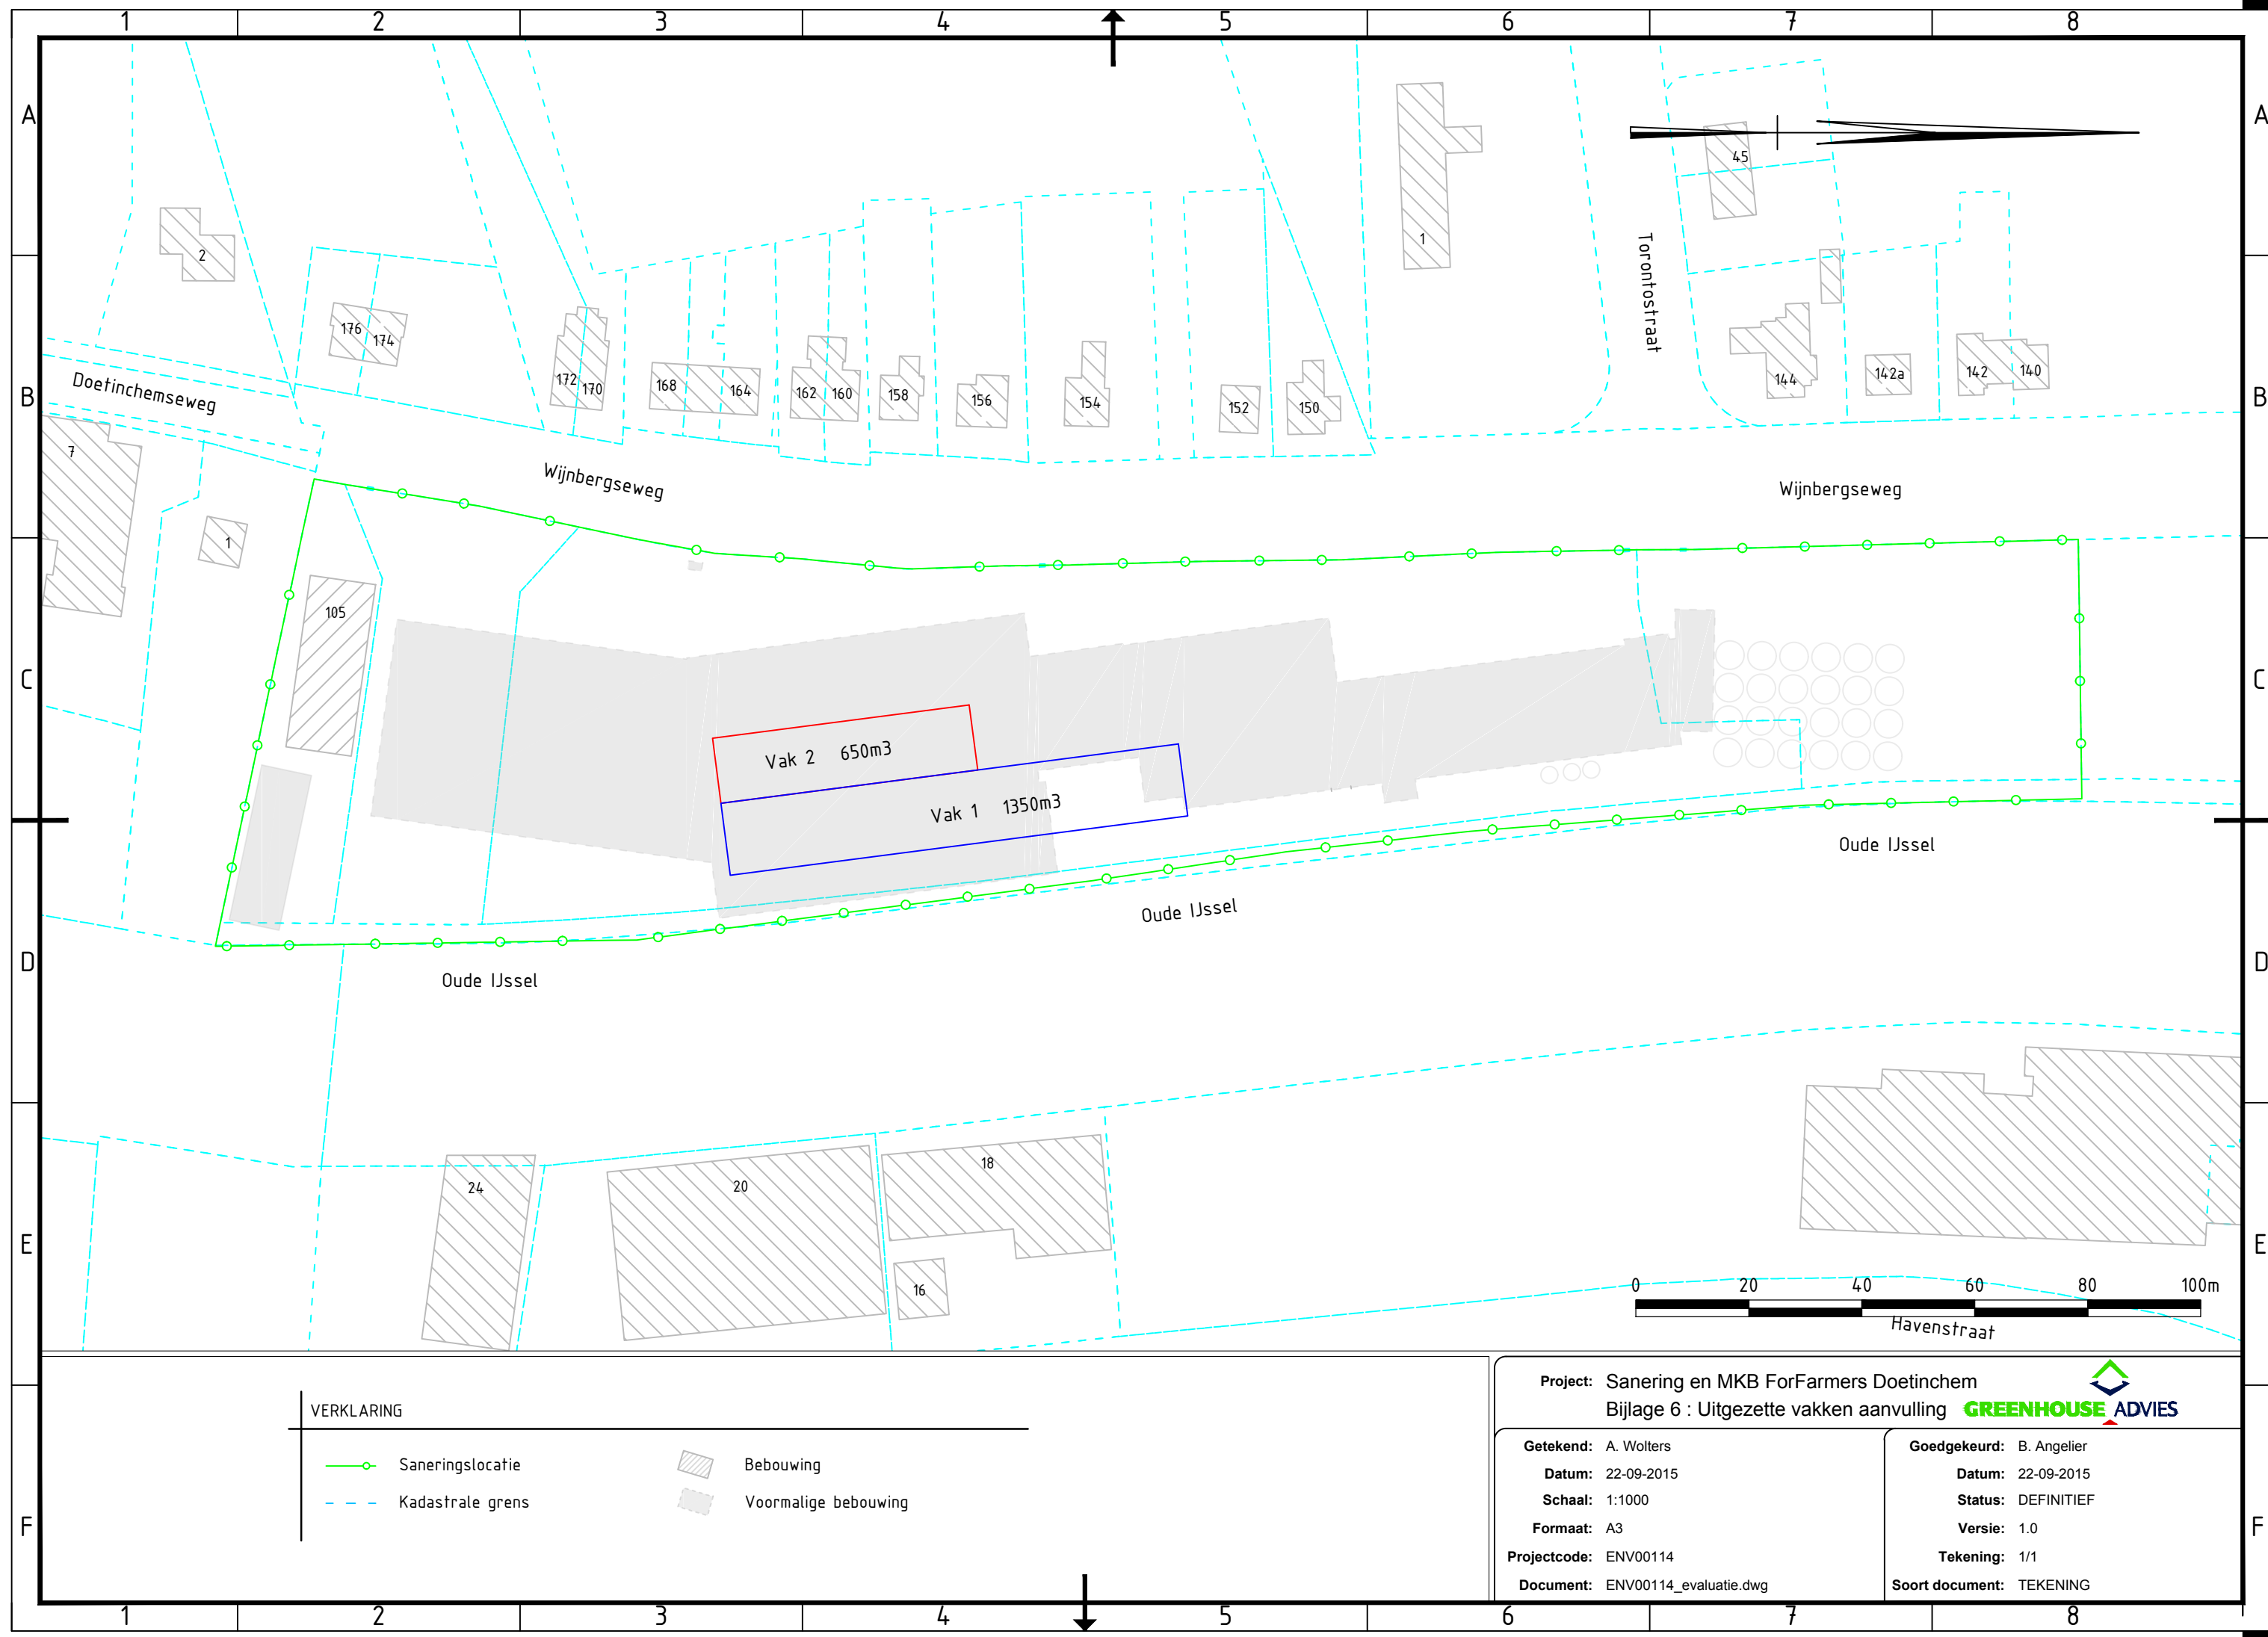 1 2 3 4 5 6 7 8
A A
B B
C C
D D
E E
F F
2
1
45
Torontostraat
176
174
172 170
168
164
162 160
158
156
154
152
150
144
142a
142
140
Doetinchemseweg
7
Wijnbergseweg
Wijnbergseweg
1
105
Vak 2 650m3
Vak 1 1350m3
Oude IJssel
Oude IJssel
Oude IJssel
24
20
18
16
0 20 40 60 80 100m
Havenstraat
VERKLARING
Saneringslocatie
Bebouwing
Kadastrale grens
Voormalige bebouwing
Project: Sanering en MKB ForFarmers Doetinchem
Bijlage 6 : Uitgezette vakken aanvulling
GREENHOUSE ADVIES
Getekend: A. Wolters
Datum: 22-09-2015
Schaal: 1:1000
Formaat: A3
Projectcode: ENV00114
Document: ENV00114_evaluatie.dwg
Goedgekeurd: B. Angelier
Datum: 22-09-2015
Status: DEFINITIEF
Versie: 1.0
Tekening: 1/1
Soort document: TEKENING
1 2 3 4 5 6 7 8